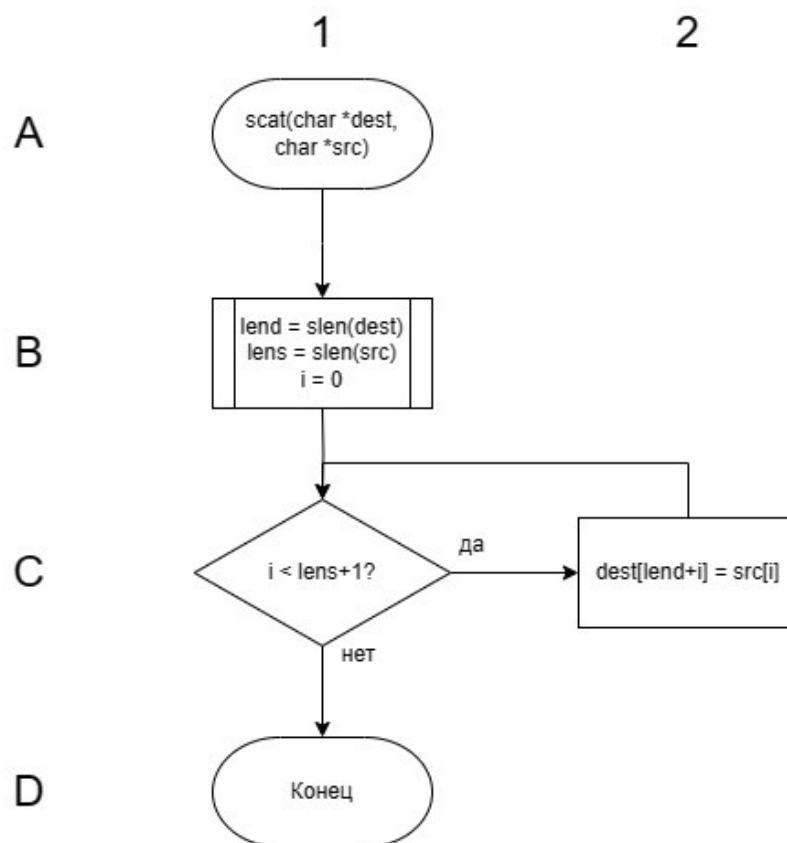 1
2
A
scat(char *dest,
char *src)
B
lend = slen(dest)
lens = slen(src)
i = 0
C
i < lens+1?
да
dest[lend+i] = src[i]
нет
D
Конец